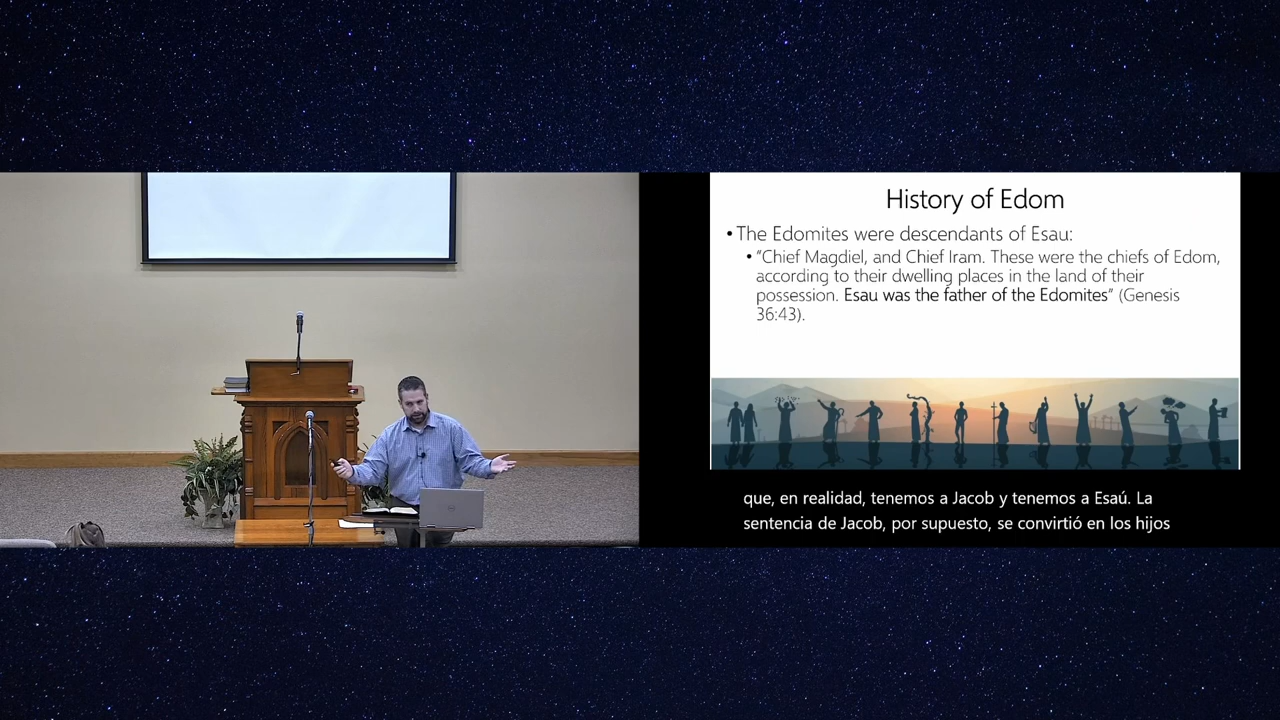 History of Edom
• The Edomites were descendants of Esau:
• "Chief Magdiel, and Chief Iram. These were the chiefs of Edom,
according to their dwelling places in the land of their
possession. Esau was the father of the Edomites" (Genesis
36:43).
que, en realidad, tenemos a Jacob y tenemos a Esaú. La
sentencia de Jacob, por supuesto, se convirtió en los hijos